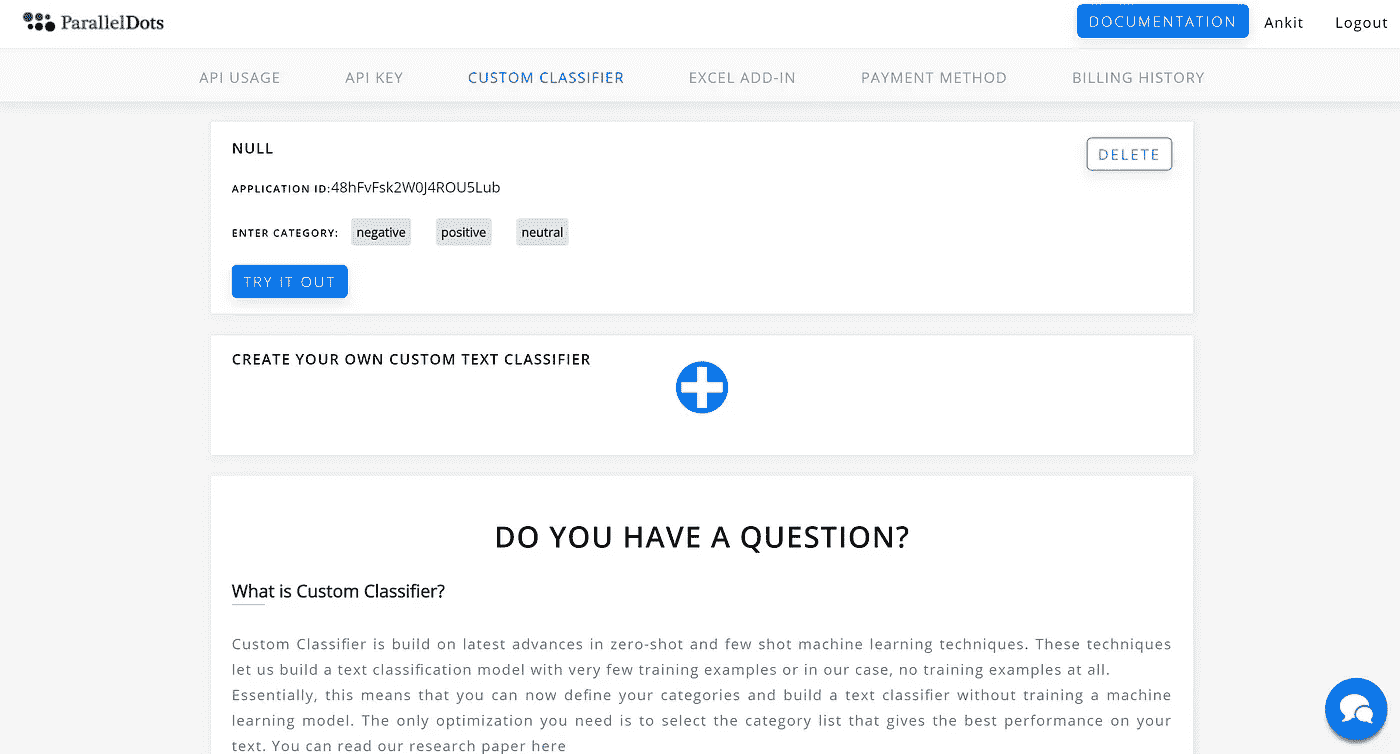 ParallelDots DOCUMENTATION Ankit Logout
API USAGE API KEY CUSTOM CLASSIFIER EXCEL ADD-IN PAYMENT METHOD BILLING HISTORY
NULL DELETE
APPLICATION ID:48hFvFsk2W0J4ROU5Lub
ENTER CATEGORY: negative positive neutral
TRY IT OUT
CREATE YOUR OWN CUSTOM TEXT CLASSIFIER
DO YOU HAVE A QUESTION?
What is Custom Classifier?
Custom Classifier is build on latest advances in zero-shot and few shot machine learning techniques. These techniques
let us build a text classification model with very few training examples or in our case, no training examples at all.
Essentially, this means that you can now define your categories and build a text classifier without training a machine
learning model. The only optimization you need is to select the category list that gives the best performance on your
text. You can read our research paper here